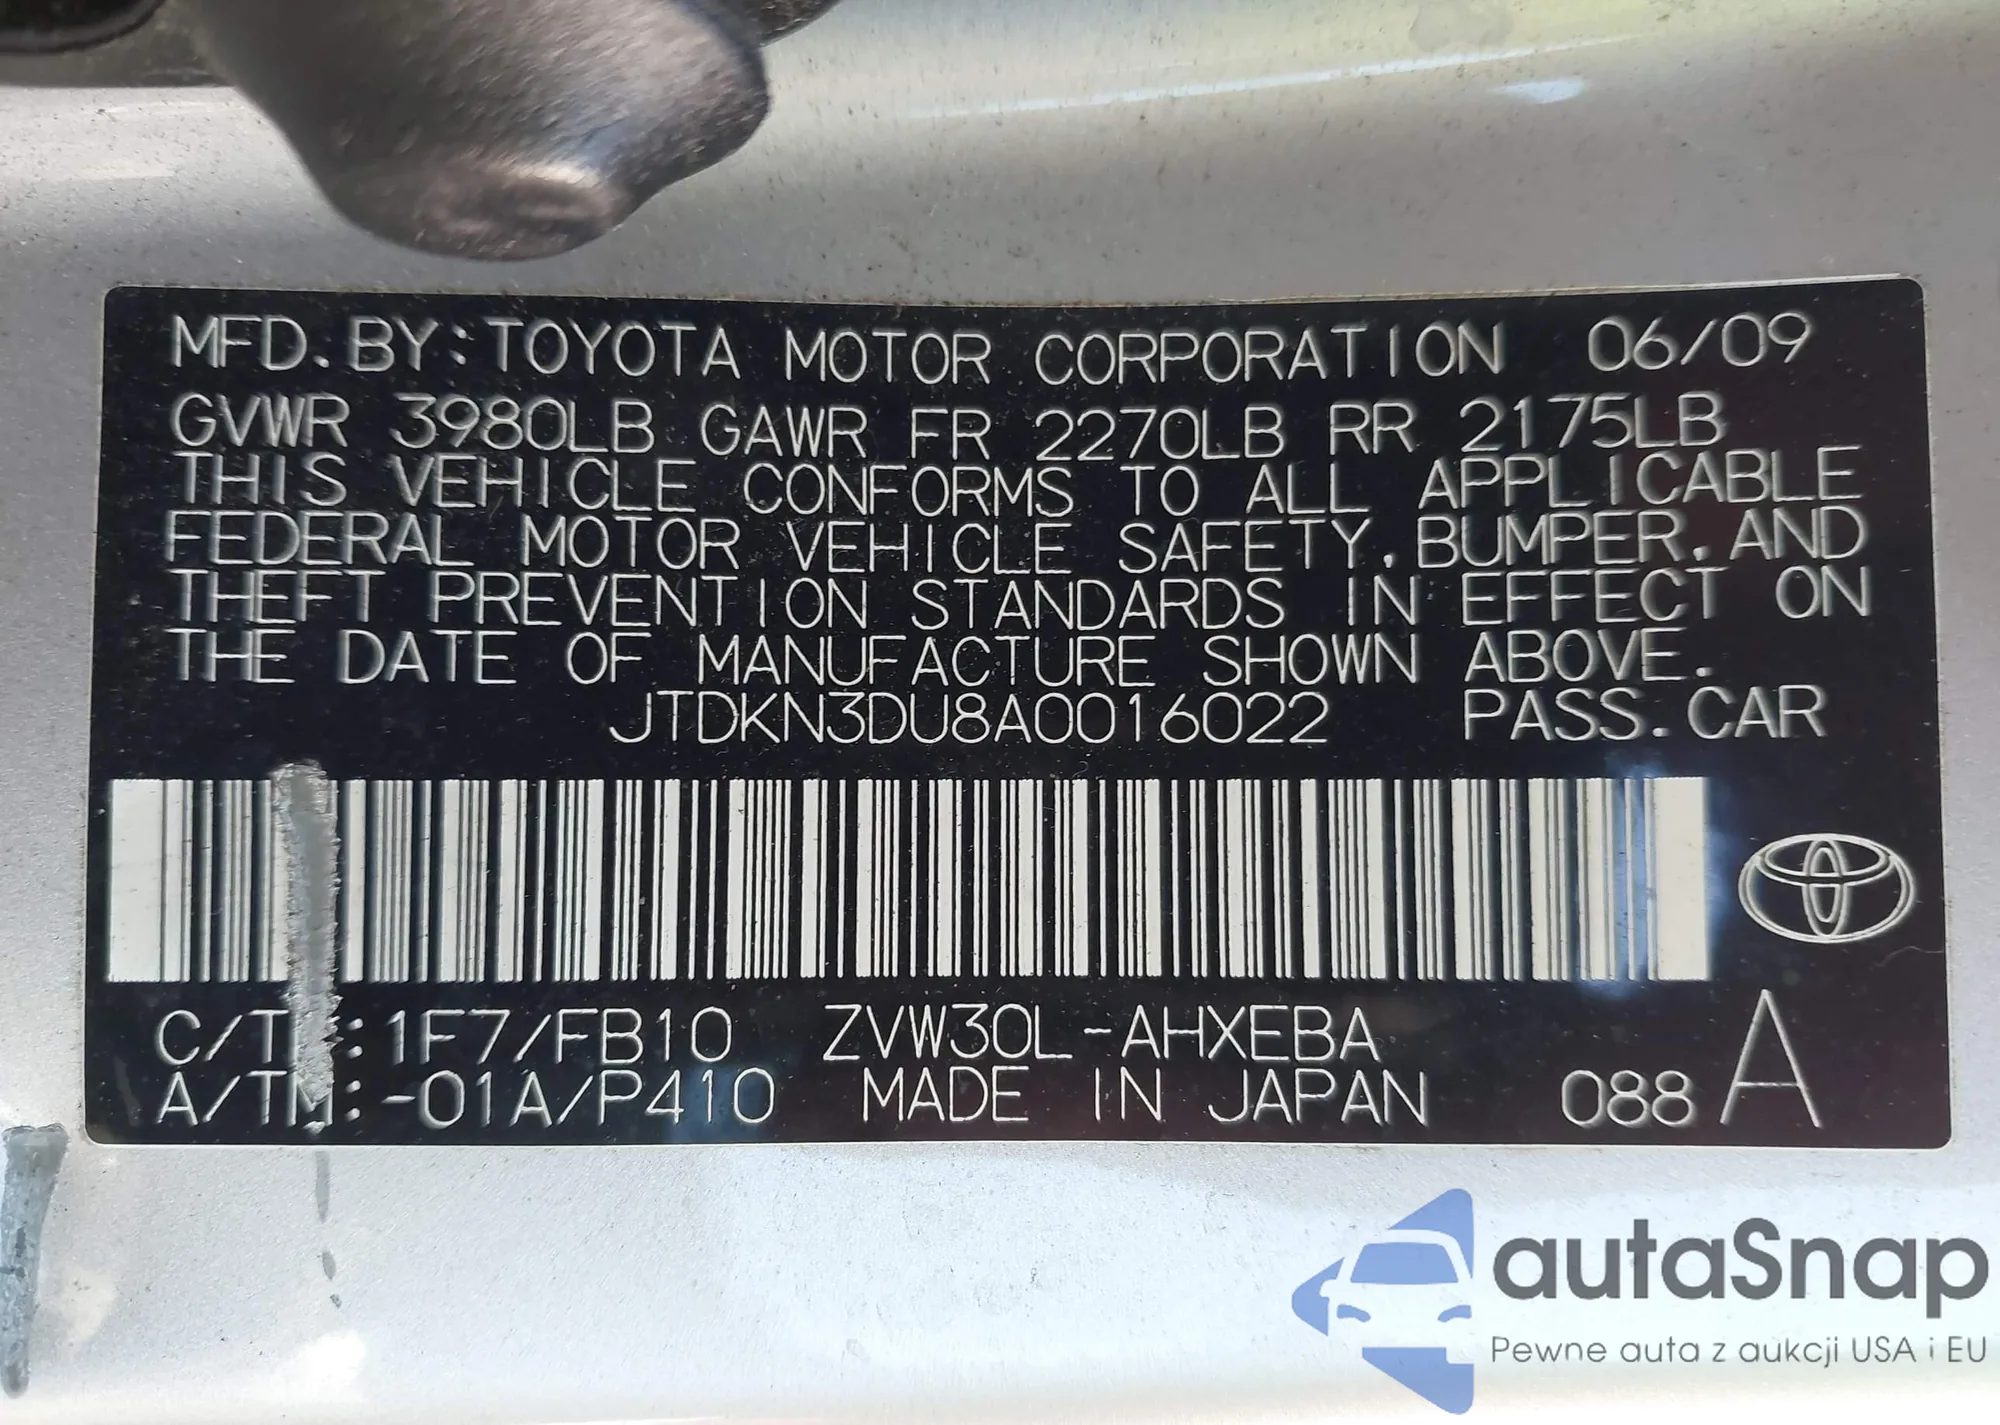 MFD. BY: TOYOTA MOTOR CORPORATION 06/09
GVWR 3980LB GAWR FR 2270LB RR 2175LB
THIS VEHICLE CONFORMS TO ALL APPLICABLE
FEDERAL MOTOR VEHICLE SAFETY, BUMPER, AND
THEFT PREVENTION STANDARDS IN EFFECT ON
THE DATE OF MANUFACTURE SHOWN ABOVE.
JTDKN3DU8A0016022 PASS. CAR
C/TR:1F7/FB10 ZVW30L-AHXEBA
A/TM:-01A/P410 MADE IN JAPAN 088 A
autaSnap
Pewne auta z aukcji USA i EU